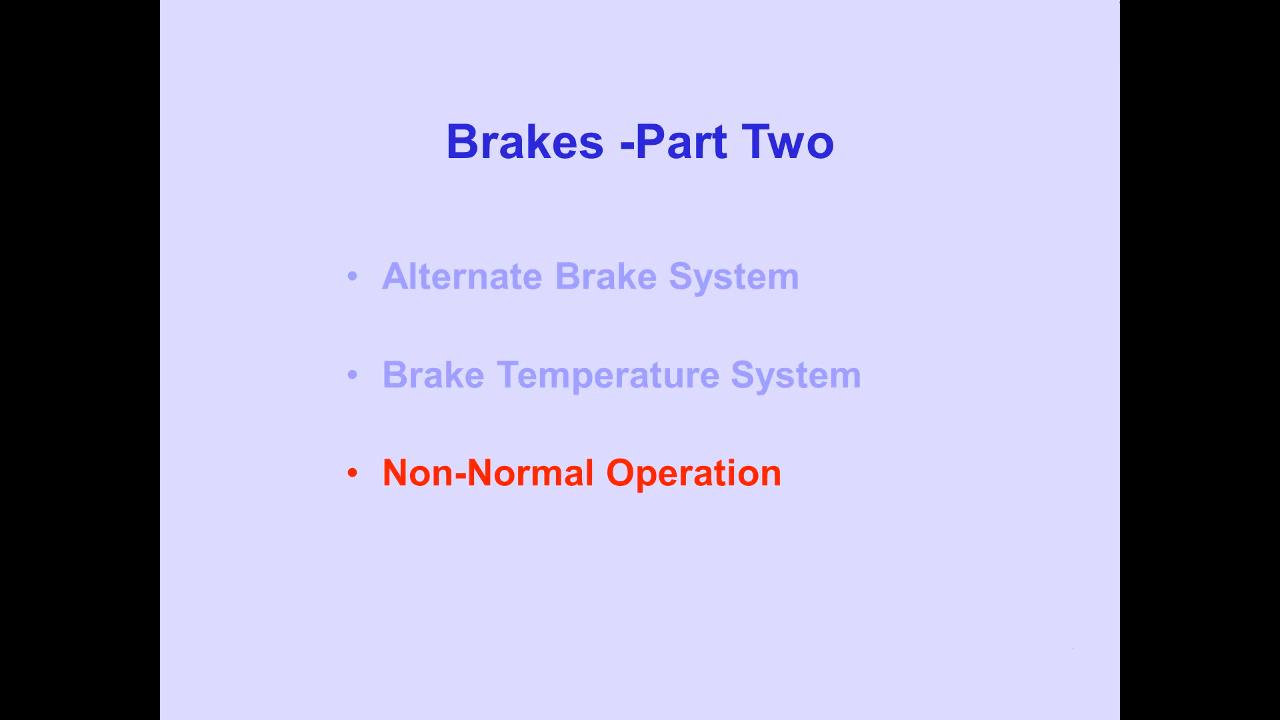 Brakes -Part Two
• Alternate Brake System
• Brake Temperature System
• Non-Normal Operation